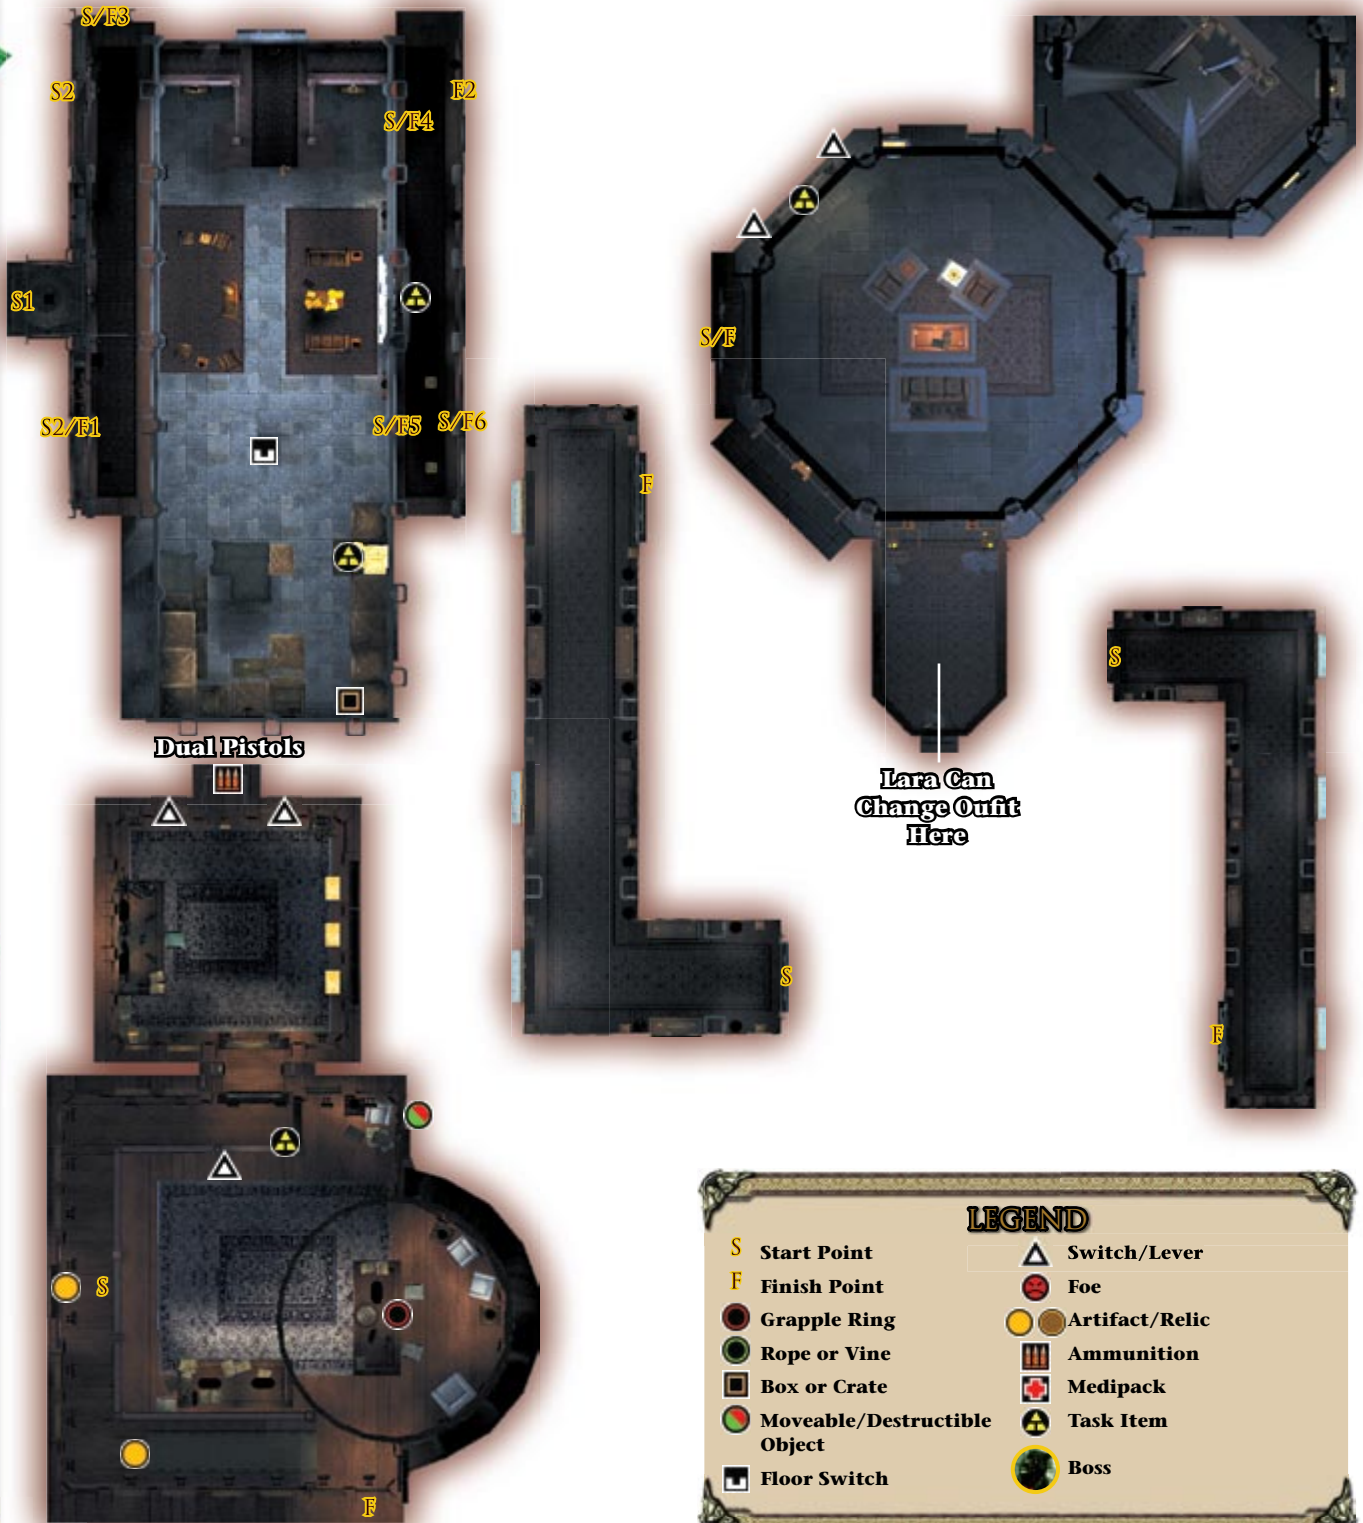 S/F3
S2
F2
S/F4
S1
S/F
S2/F1
S/F5
S/F6
F
S
Dual Pistols
Lara Can
Change Oufit
Here
S
F
S
F
LEGEND
S Start Point
F Finish Point
Grapple Ring
Rope or Vine
Box or Crate
Moveable/Destructible
Object
Floor Switch
Switch/Lever
Foe
Artifact/Relic
Ammunition
Medipack
Task Item
Boss